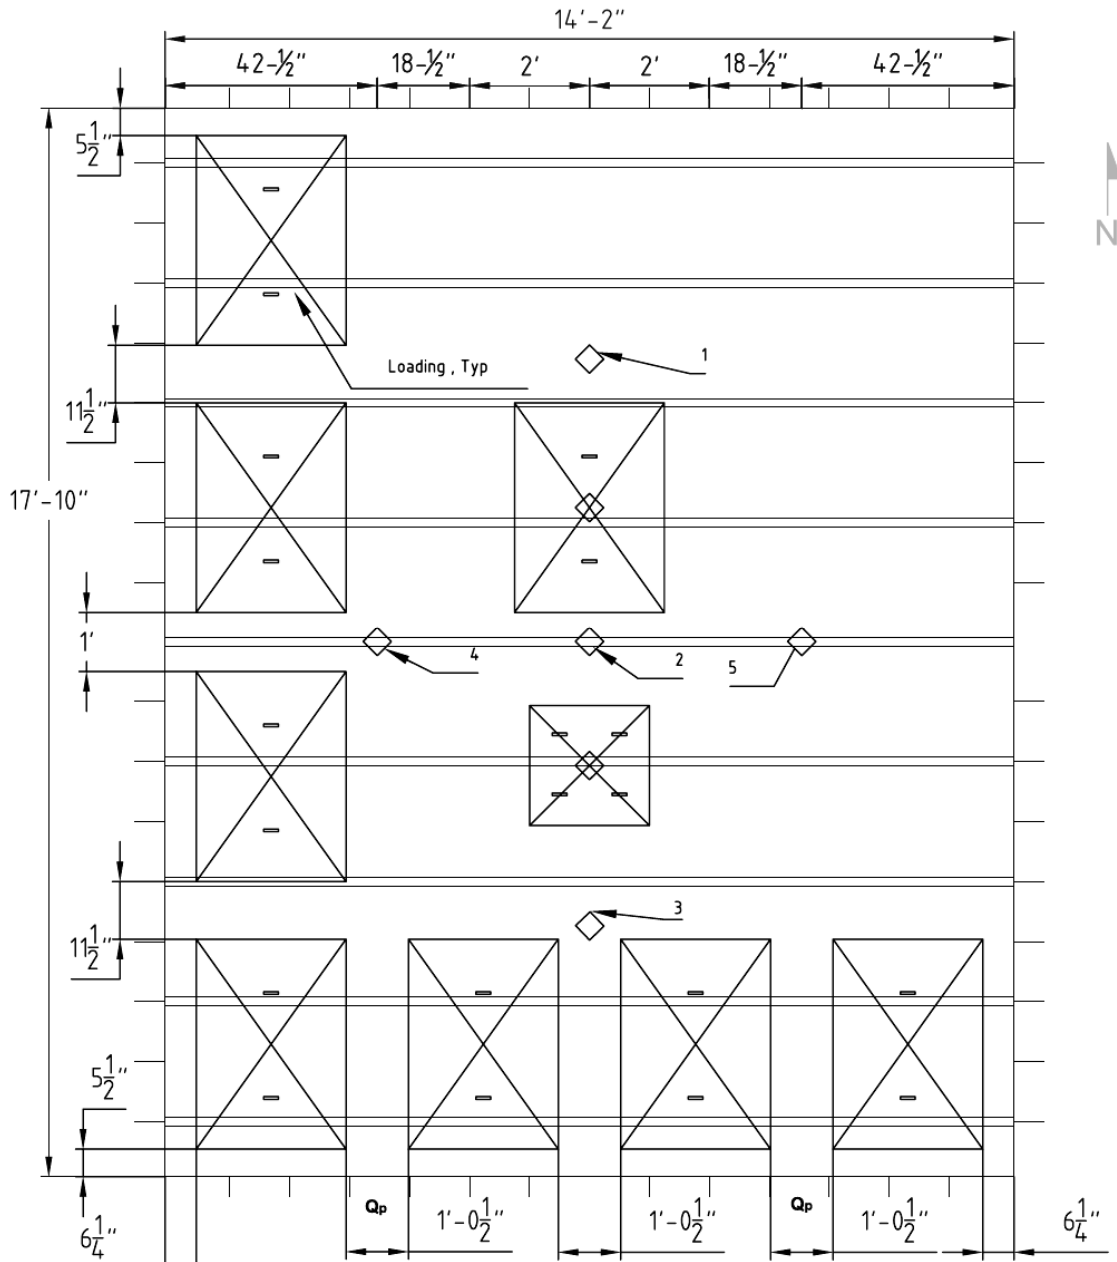 14'-2"
42-½" 18-½" 2' 2' 18-½" 42-½"
5½"
N
1
Loading , Typ
11½"
17'-10"
1'
4 2 5
3
11½"
5½"
Qp 1'-0½" 1'-0½" Qp 1'-0½" 6¼"
6¼"